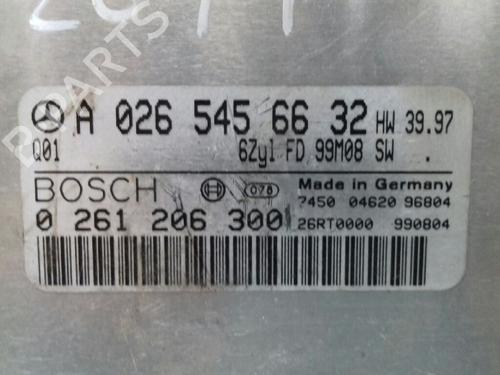 A 026 545 66 32 HW 39.97
Q01 6Zyl FD 99M08 SW .
BOSCH 078 Made in Germany
7450 04620 96804
0 261 206 300 26RT0000 990804